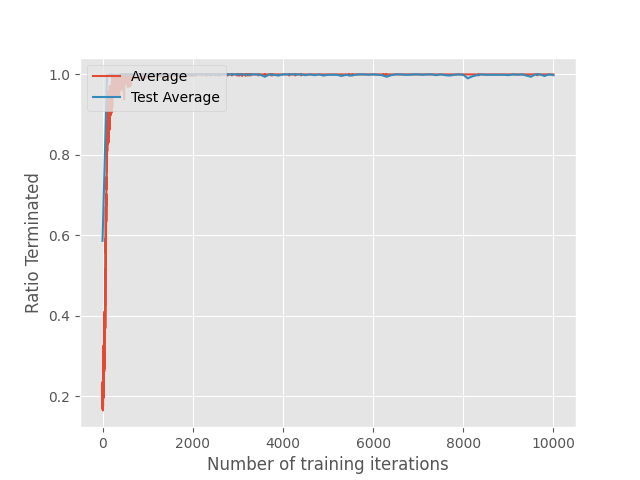 Average
Test Average
1.0
0.8
0.6
0.4
0.2
Ratio Terminated
0 2000 4000 6000 8000 10000
Number of training iterations